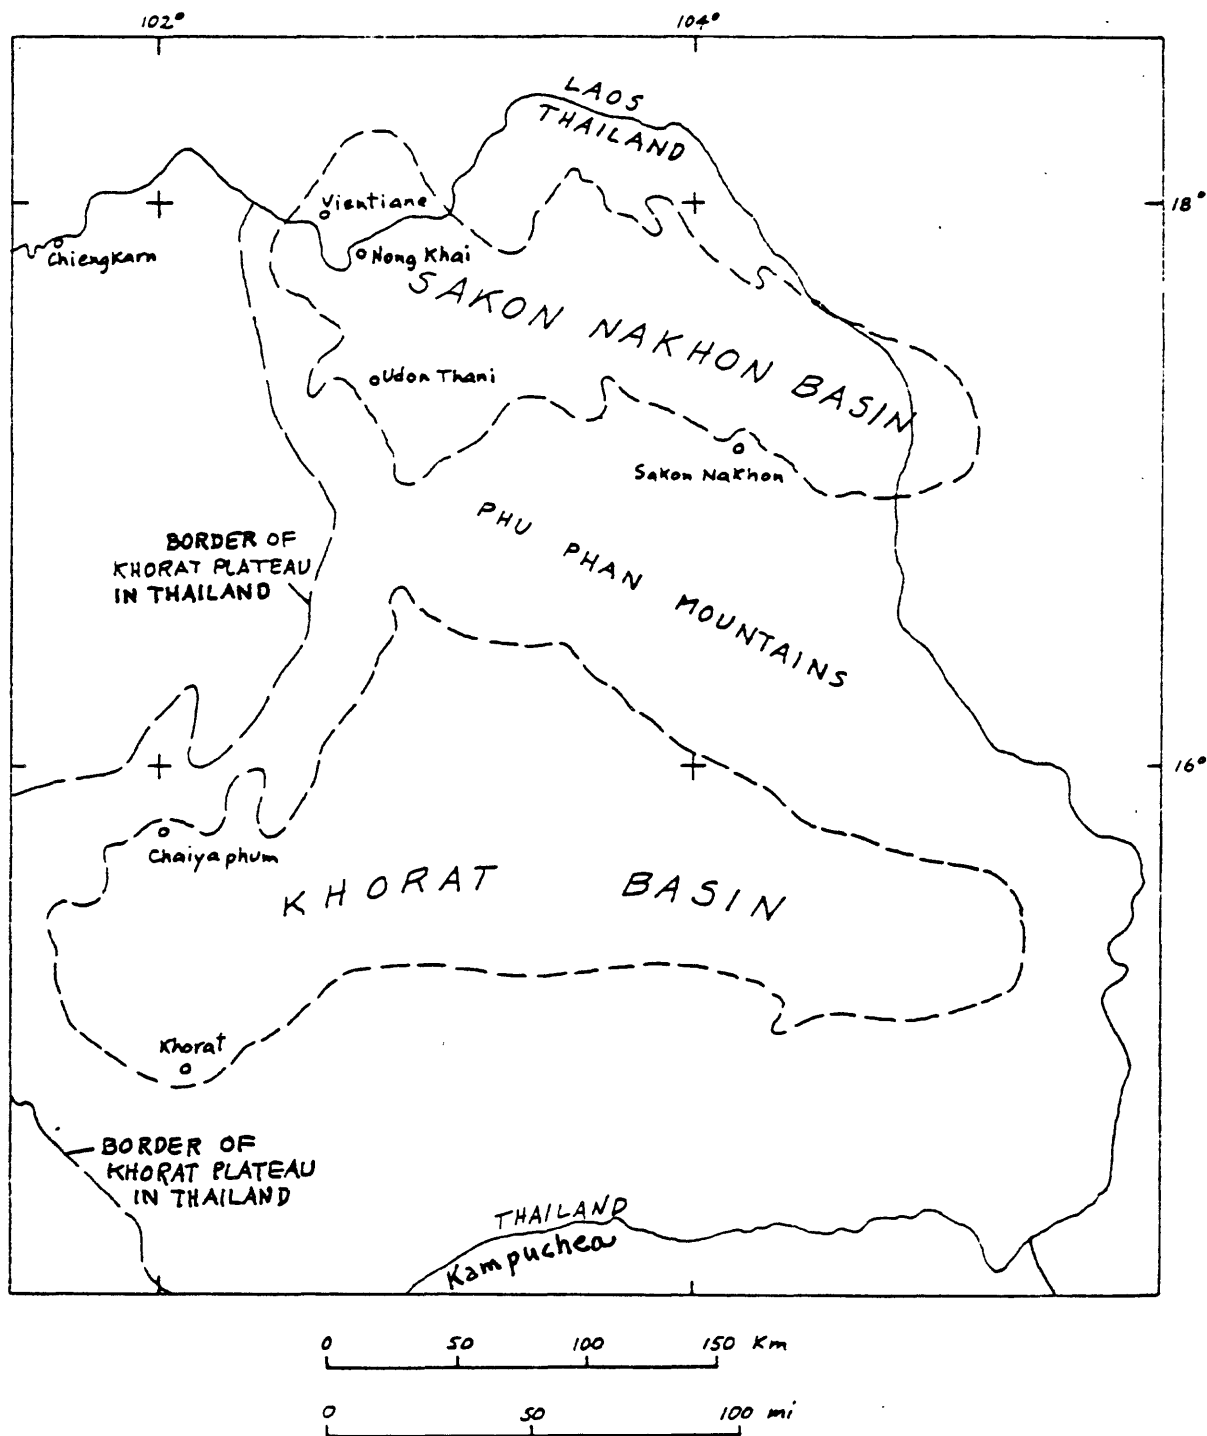 102° 104°
LAOS
THAILAND
18°
Vientiane
Chiengkarn
Nong Khai
SAKON NAKHON BASIN
Udon Thani
Sakon Nakhon
PHU PHAN MOUNTAINS
BORDER OF
KHORAT PLATEAU
IN THAILAND
16°
Chaiyaphum
KHORAT BASIN
Khorat
BORDER OF
KHORAT PLATEAU
IN THAILAND
THAILAND
Kampuchea
0 50 100 150 Km
0 50 100 mi